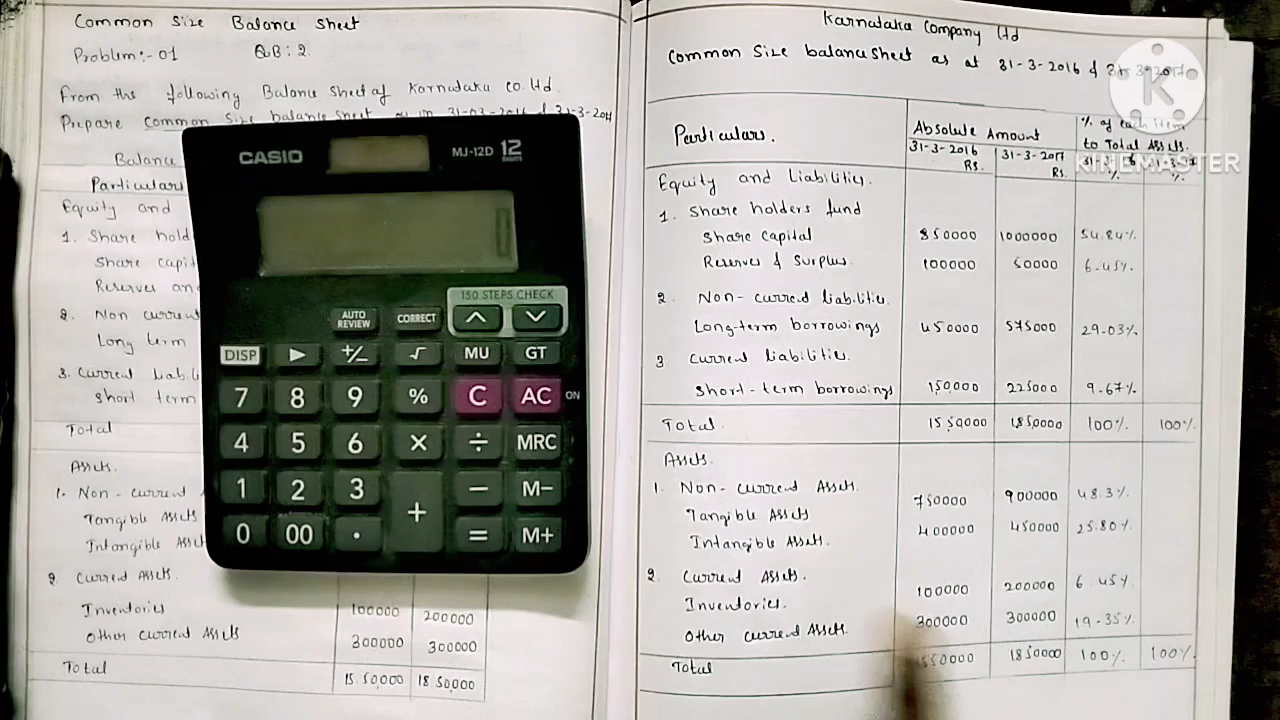 Common Size Balance Sheet
Problem:- 01 QB: 2.
From the following Balance sheet of Karnataka co. ltd.
Prepare Common Size balance sheet
Balance
Particulars
Equity and
1. Share hold
Share capit
Reserves an
2. Non current
Long term
3. Current liabili
Short term
Total
Assets.
1. Non - current
Tangible Assets
Intangible Asset
2. Current Assets.
Inventories 100000 200000
Other current Assets 300000 300000
Total 15,50,000 18,50,000
CASIO
MJ-12D 12
DIGITS
150 STEPS CHECK
AUTO REVIEW CORRECT
DISP ▶ +/− √ MU GT
7 8 9 % C AC ON
4 5 6 × ÷ MRC
1 2 3 − M−
0 00 . + = M+
Karnataka Company ltd
Common Size balance sheet as at 31-3-2016 & 31-3-2017
K
KINEMASTER
Particulars. Absolute Amount % of each item to Total Assets.
31-3-2016 Rs. 31-3-2017 Rs. % %
Equity and liabilities.
1. Share holders fund
Share Capital 850000 1000000 54.84%
Reserves & Surplus. 100000 50000 6.45%
2. Non-current liabilities.
Long-term borrowings 450000 575000 29.03%
3 Current liabilities.
Short-term borrowings 150000 225000 9.67%
Total. 1550000 1850000 100% 100%
Assets.
1. Non-current Assets.
Tangible Assets 750000 900000 48.3%
Intangible Assets. 400000 450000 25.80%
2. Current Assets.
Inventories. 100000 200000 6 45%
Other current Assets. 300000 300000 19.35%
Total 1550000 1850000 100% 100%